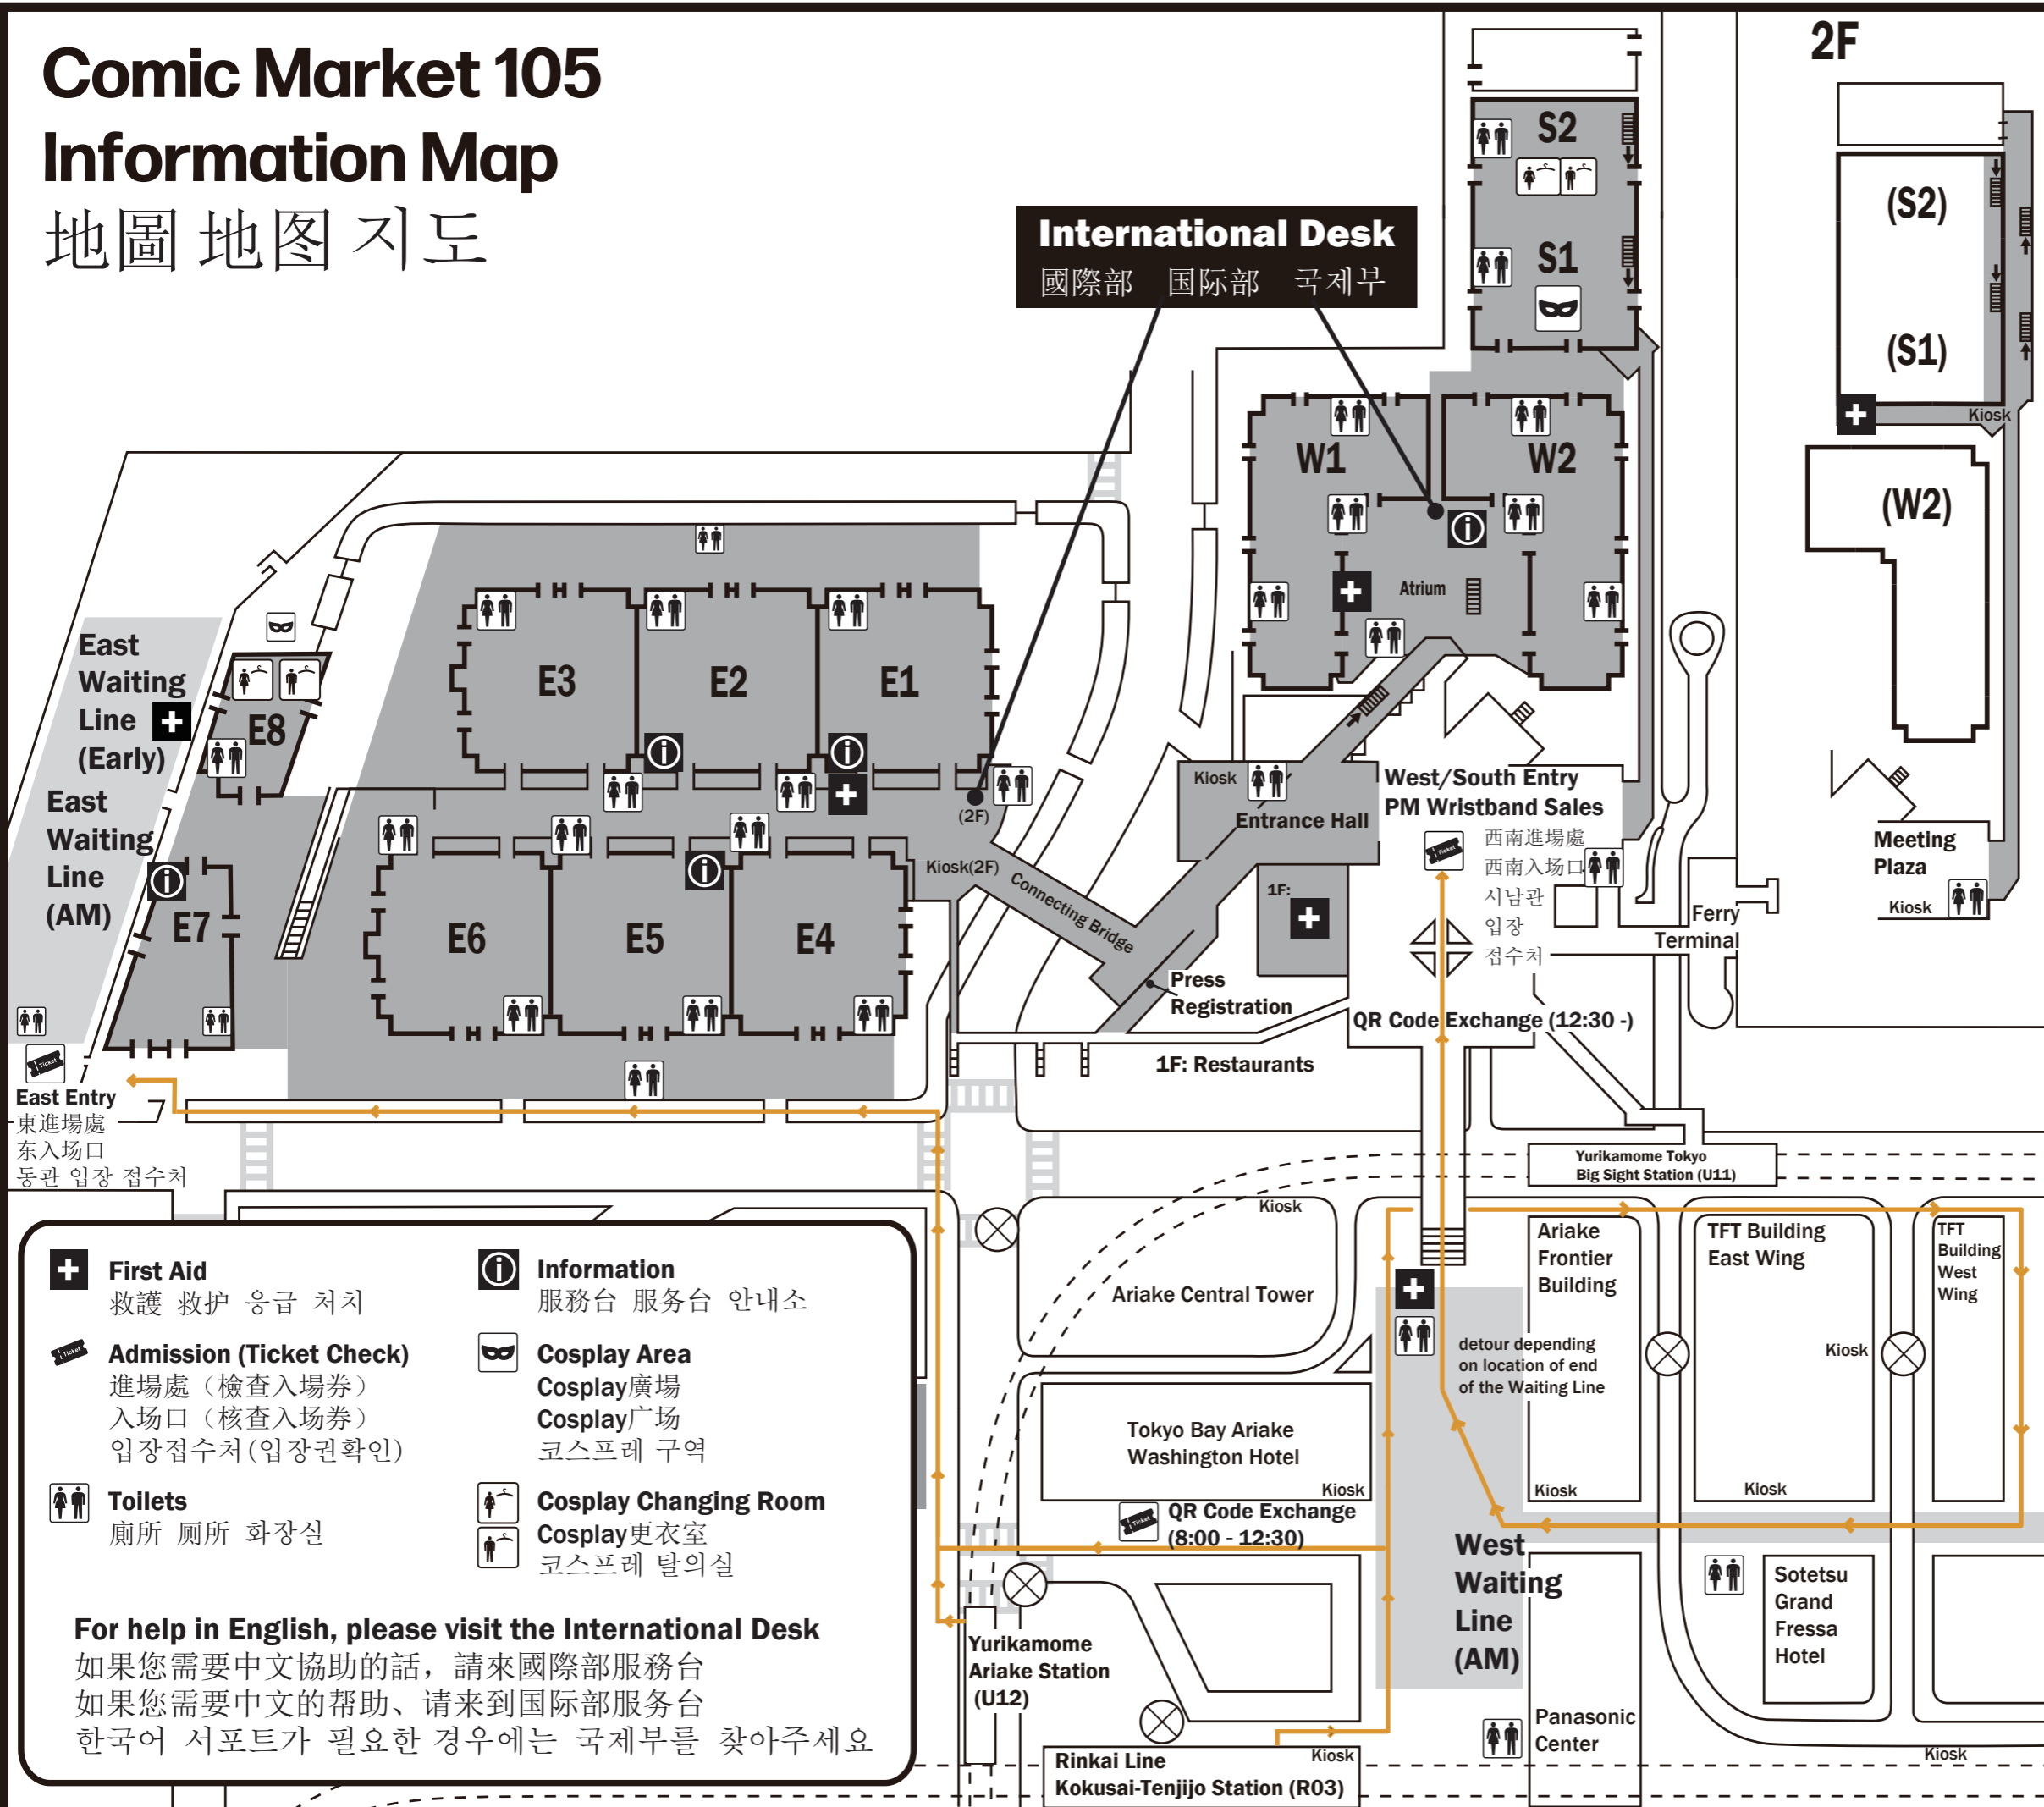 Comic Market 105
Information Map
地圖 地图 지도
International Desk
國際部 国际部 국제부
2F
S2
S1
(S2)
(S1)
Kiosk
W1
W2
(W2)
Atrium
East
Waiting
Line
(Early)
East
Waiting
Line
(AM)
E8
E7
E3
E2
E1
(2F)
E6
E5
E4
Kiosk(2F)
Connecting Bridge
Kiosk
Entrance Hall
1F:
Press
Registration
1F: Restaurants
West/South Entry
PM Wristband Sales
Ticket
西南進場處
西南入场口
서남관
입장
접수처
QR Code Exchange (12:30 -)
Ferry
Terminal
Meeting
Plaza
Kiosk
Ticket
East Entry
東進場處
东入场口
동관 입장 접수처
Yurikamome Tokyo
Big Sight Station (U11)
Kiosk
Ariake Central Tower
Ariake
Frontier
Building
Kiosk
TFT Building
East Wing
Kiosk
Kiosk
TFT
Building
West
Wing
detour depending
on location of end
of the Waiting Line
Tokyo Bay Ariake
Washington Hotel
Kiosk
Ticket
QR Code Exchange
(8:00 - 12:30)
West
Waiting
Line
(AM)
Sotetsu
Grand
Fressa
Hotel
Panasonic
Center
Kiosk
Yurikamome
Ariake Station
(U12)
Rinkai Line
Kokusai-Tenjijo Station (R03)
Kiosk
First Aid
救護 救护 응급 처치
Ticket
Admission (Ticket Check)
進場處（檢查入場券）
入场口（核查入场券）
입장접수처(입장권확인)
Toilets
廁所 厕所 화장실
Information
服務台 服务台 안내소
Cosplay Area
Cosplay廣場
Cosplay广场
코스프레 구역
Cosplay Changing Room
Cosplay更衣室
코스프레 탈의실
For help in English, please visit the International Desk
如果您需要中文協助的話，請來國際部服務台
如果您需要中文的帮助、请来到国际部服务台
한국어 서포트가 필요한 경우에는 국제부를 찾아주세요